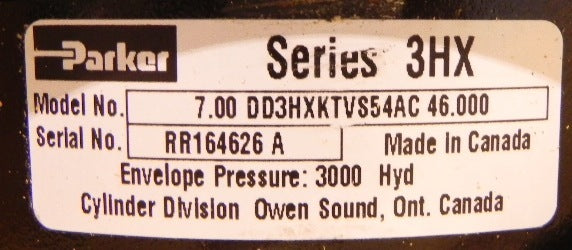 Parker Series 3HX
Model No. 7.00 DD3HXKTVS54AC 46.000
Serial No. RR164626 A Made in Canada
Envelope Pressure: 3000 Hyd
Cylinder Division Owen Sound, Ont. Canada